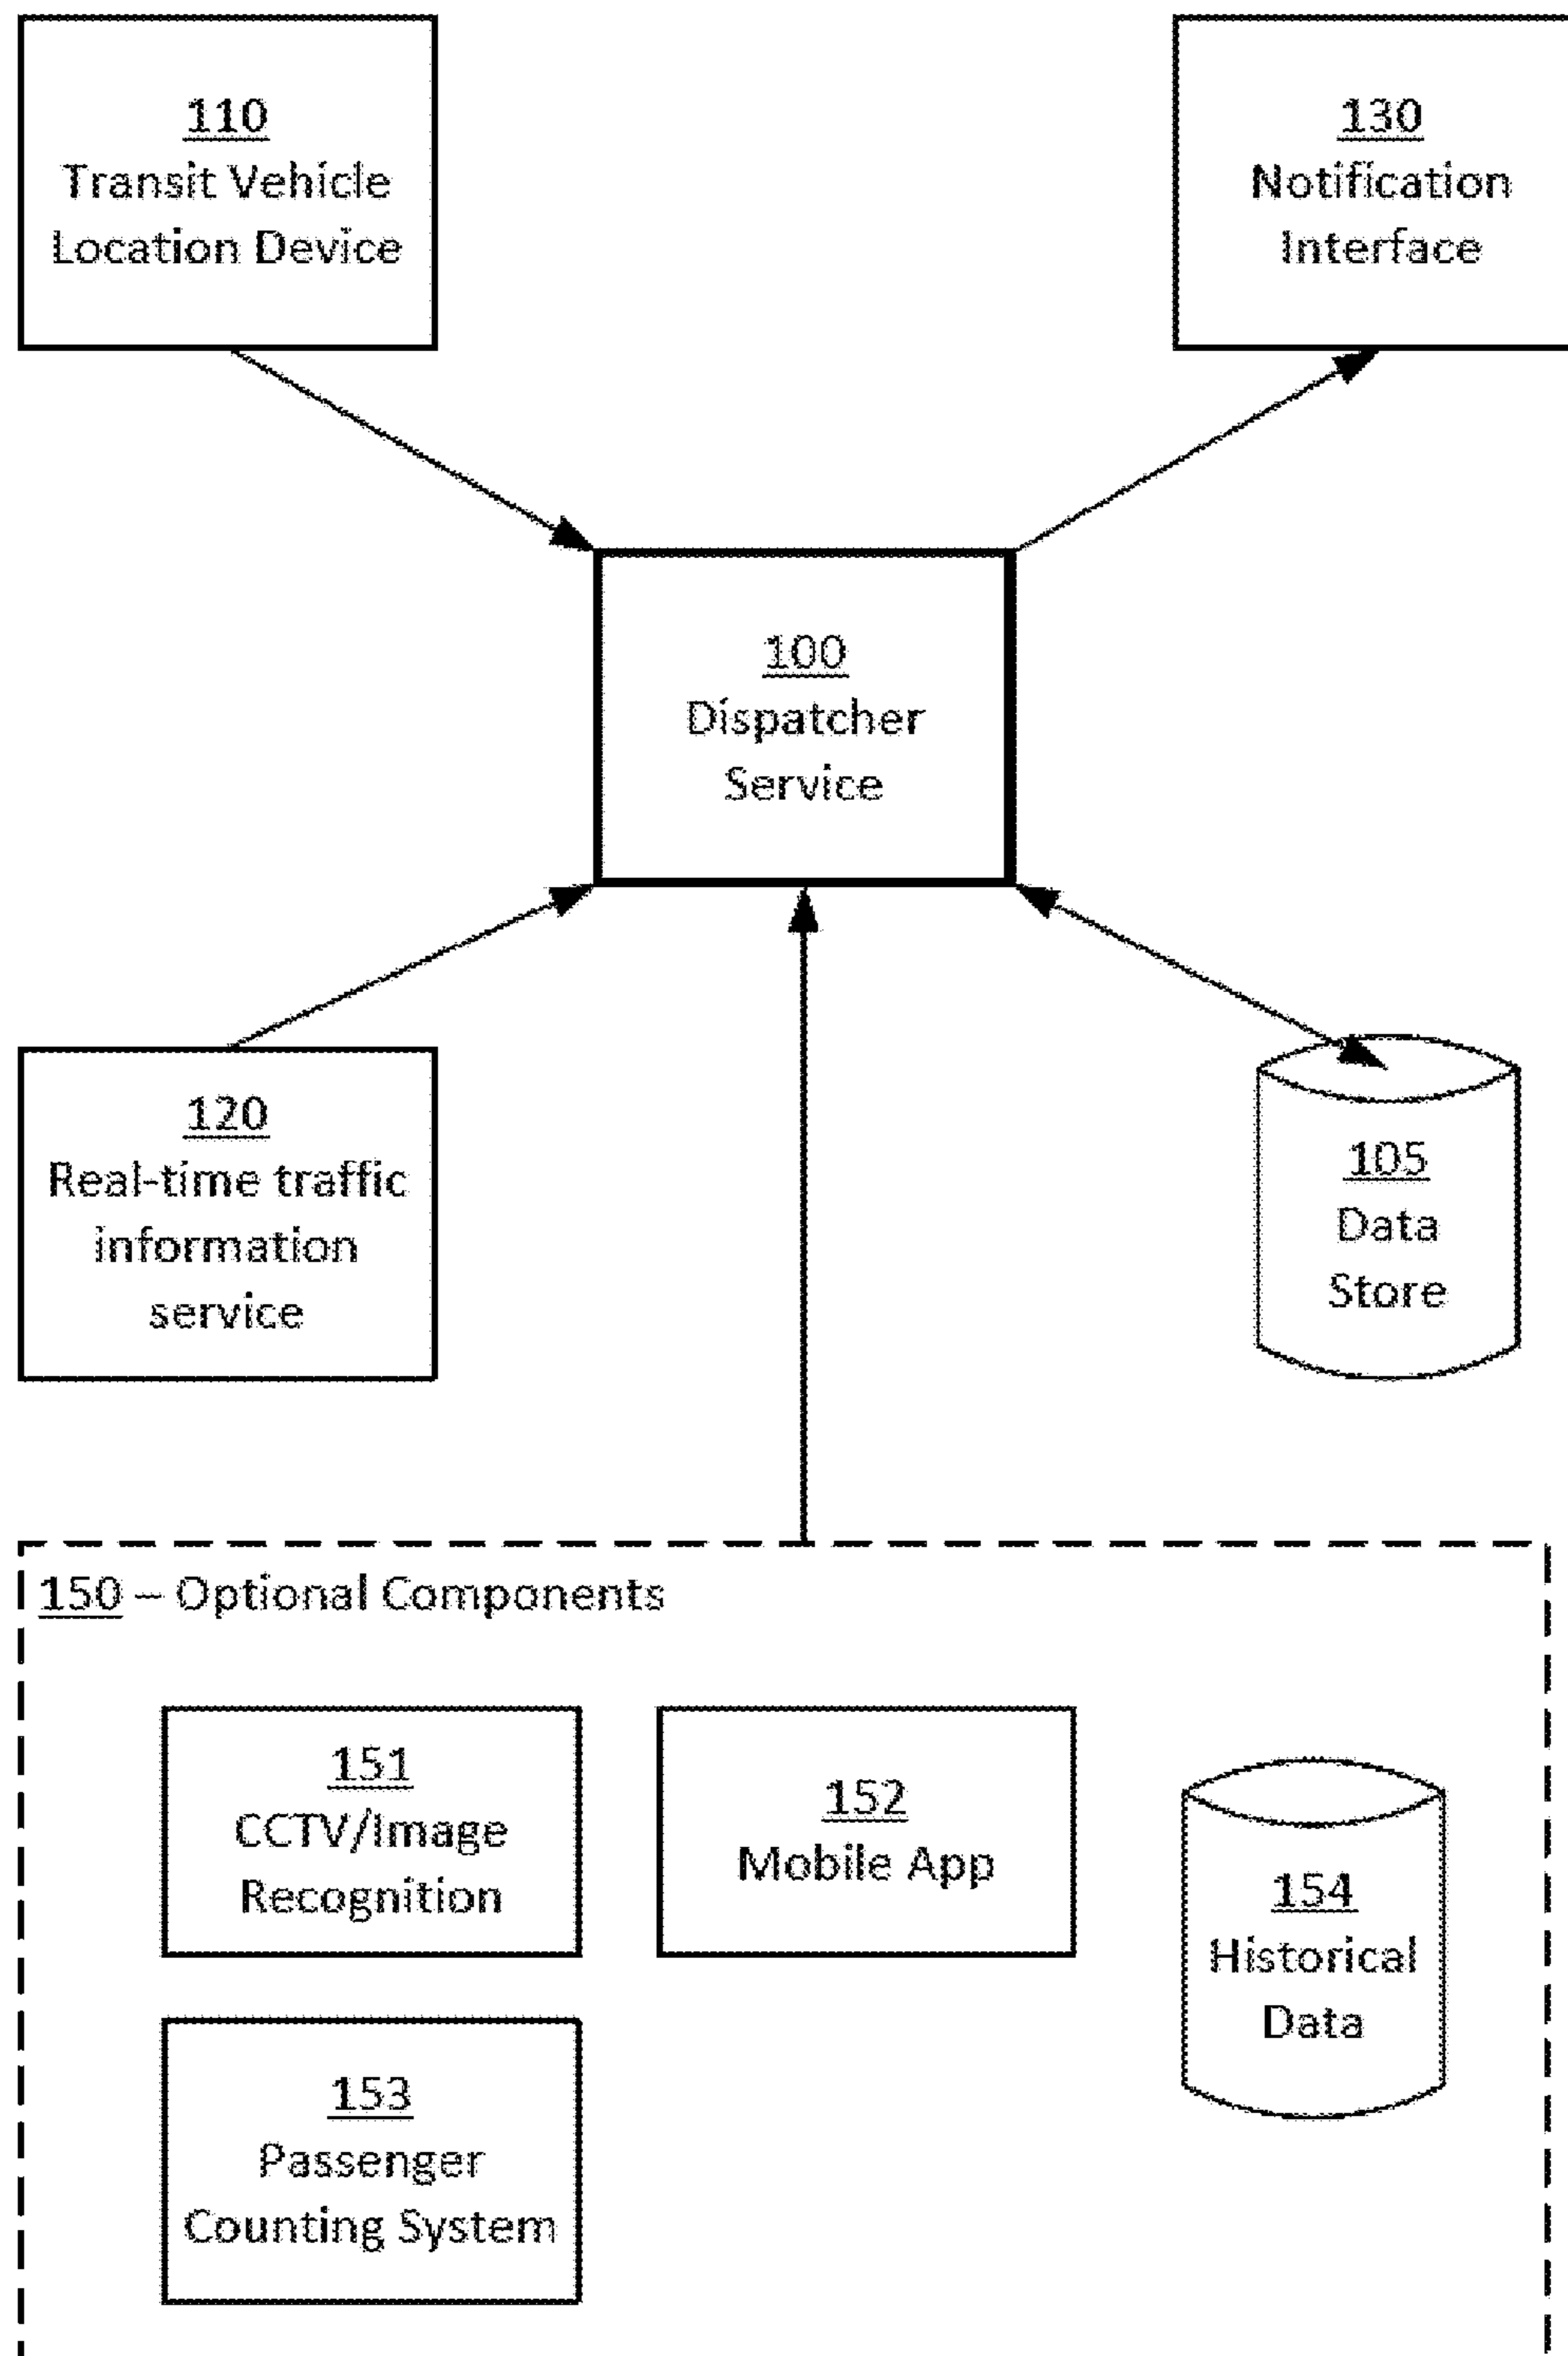 110
Transit Vehicle
Location Device
130
Notification
Interface
100
Dispatcher
Service
120
Real-time traffic
information
service
105
Data
Store
150 – Optional Components
151
CCTV/Image
Recognition
152
Mobile App
154
Historical
Data
153
Passenger
Counting System